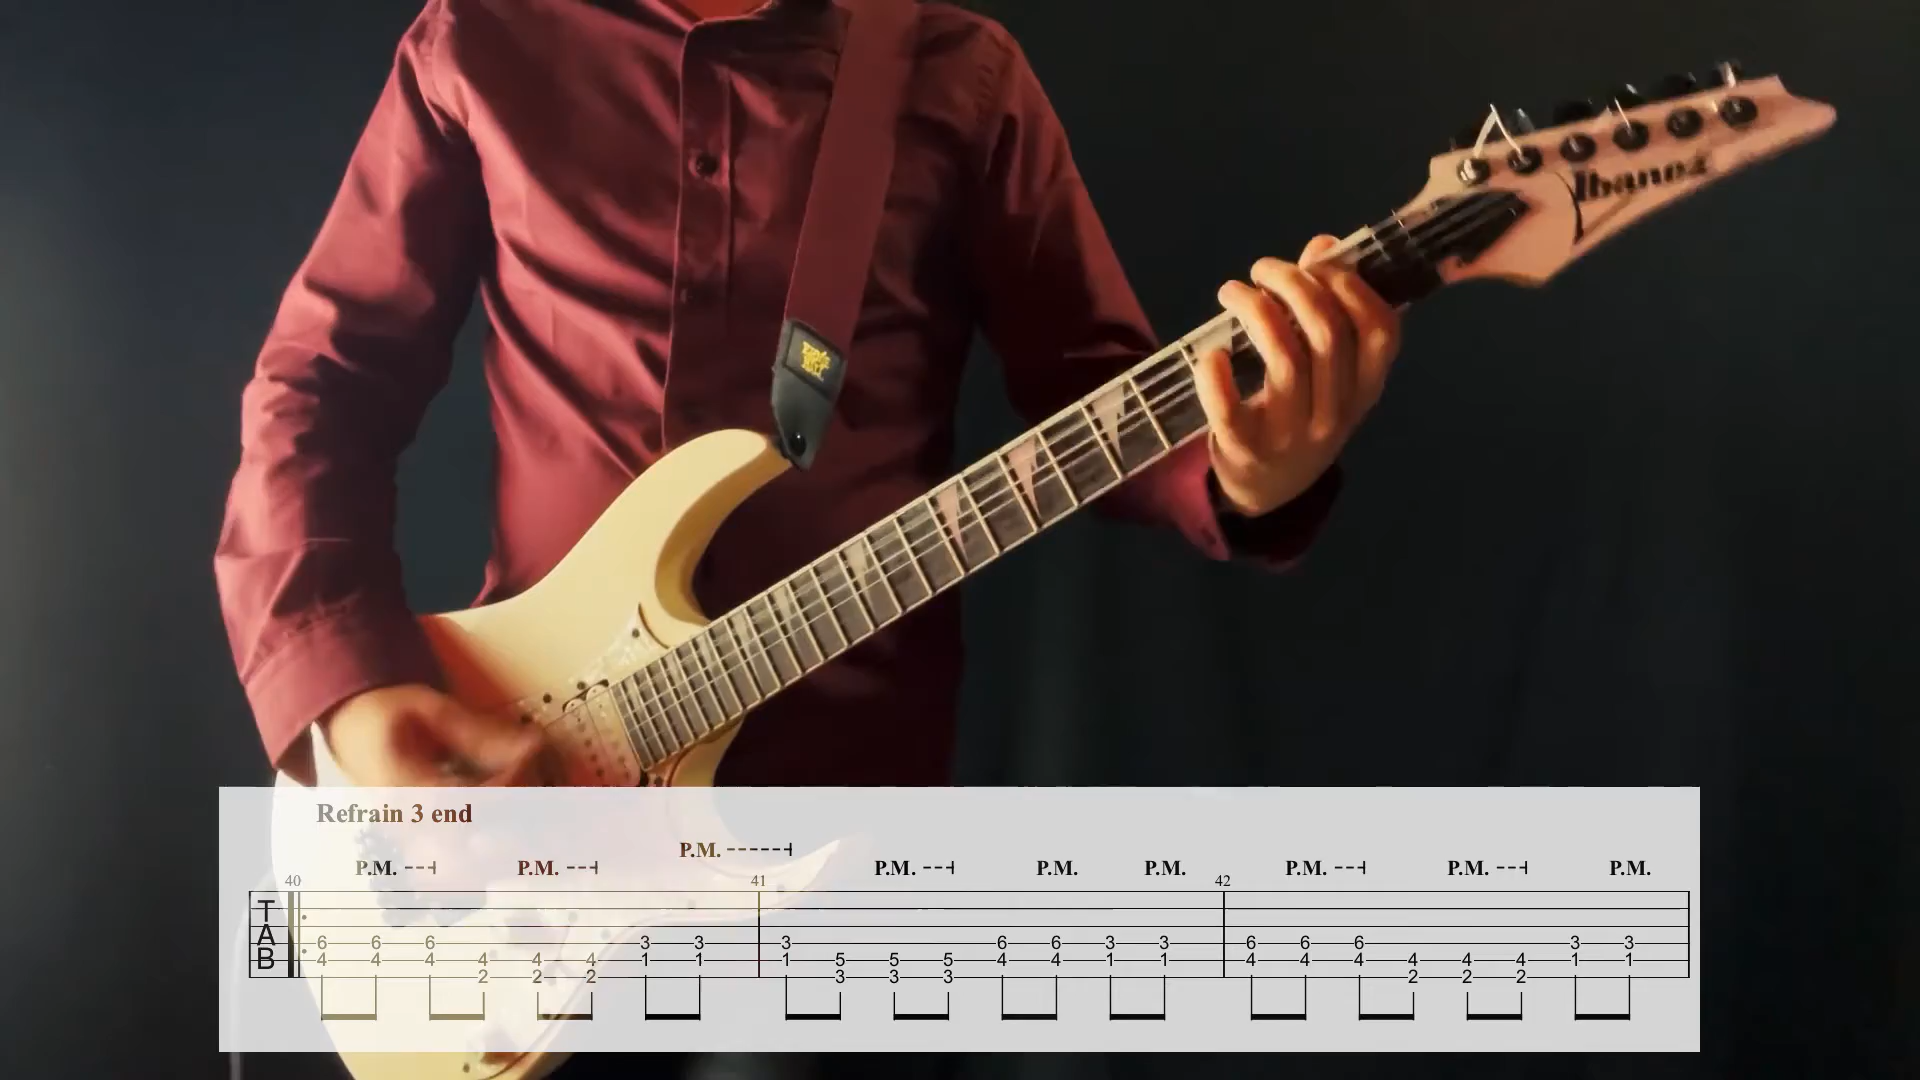 Ibanez
ERNIE
BALL
Refrain 3 end
P.M. P.M. P.M. P.M. P.M. P.M. P.M. P.M. P.M.
40 41 42
T
A
B
6 6 6 3 3 3 6 6 3 3 6 6 6 3 3
4 4 4 4 4 4 1 1 1 5 5 5 4 4 1 1 4 4 4 4 4 4 1 1
2 2 2 3 3 3 2 2 2